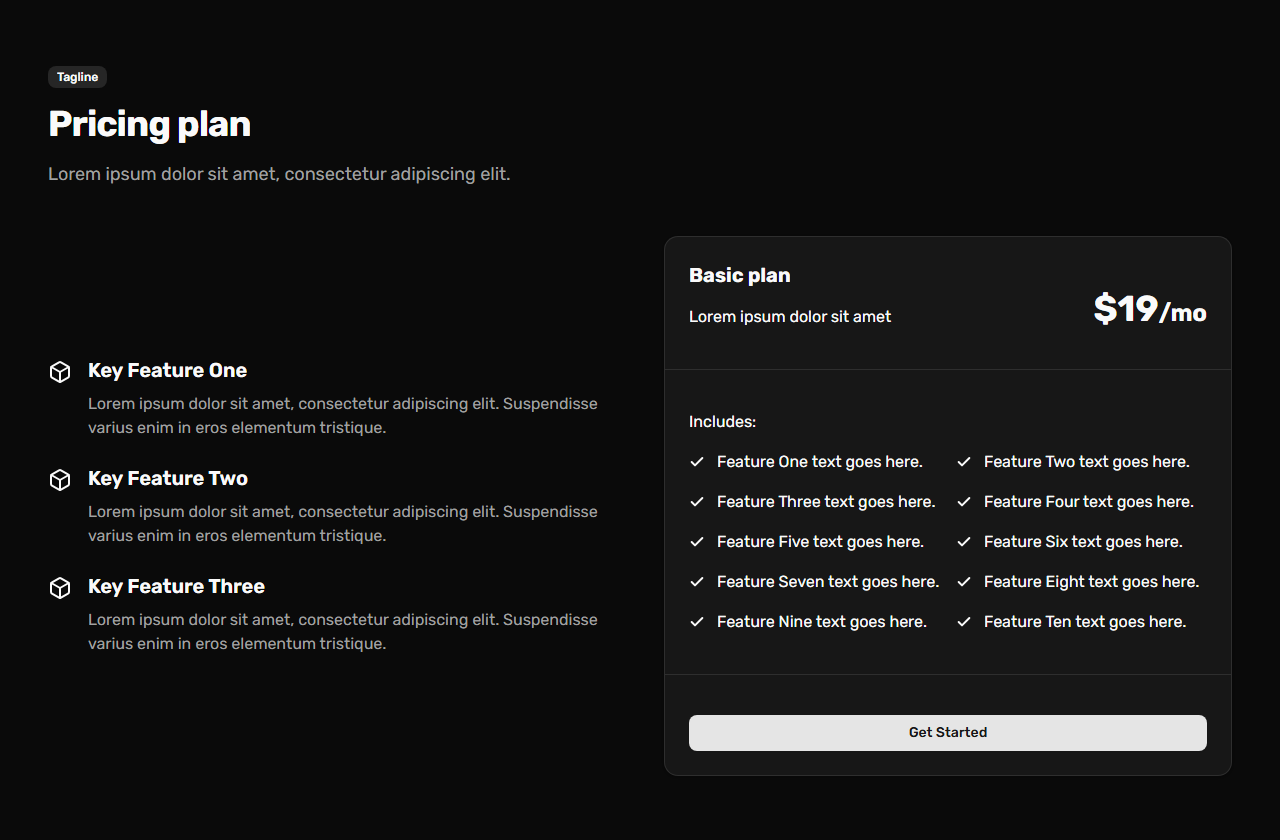 Tagline
Pricing plan
Lorem ipsum dolor sit amet, consectetur adipiscing elit.
Key Feature One
Lorem ipsum dolor sit amet, consectetur adipiscing elit. Suspendisse
varius enim in eros elementum tristique.
Key Feature Two
Lorem ipsum dolor sit amet, consectetur adipiscing elit. Suspendisse
varius enim in eros elementum tristique.
Key Feature Three
Lorem ipsum dolor sit amet, consectetur adipiscing elit. Suspendisse
varius enim in eros elementum tristique.
Basic plan
Lorem ipsum dolor sit amet
$19/mo
Includes:
Feature One text goes here.
Feature Two text goes here.
Feature Three text goes here.
Feature Four text goes here.
Feature Five text goes here.
Feature Six text goes here.
Feature Seven text goes here.
Feature Eight text goes here.
Feature Nine text goes here.
Feature Ten text goes here.
Get Started